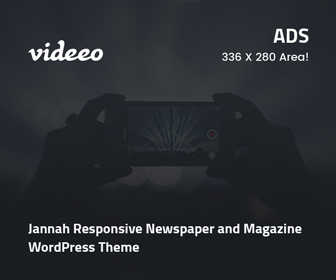 videeo
ADS
336 X 280 Area!
Jannah Responsive Newspaper and Magazine
WordPress Theme